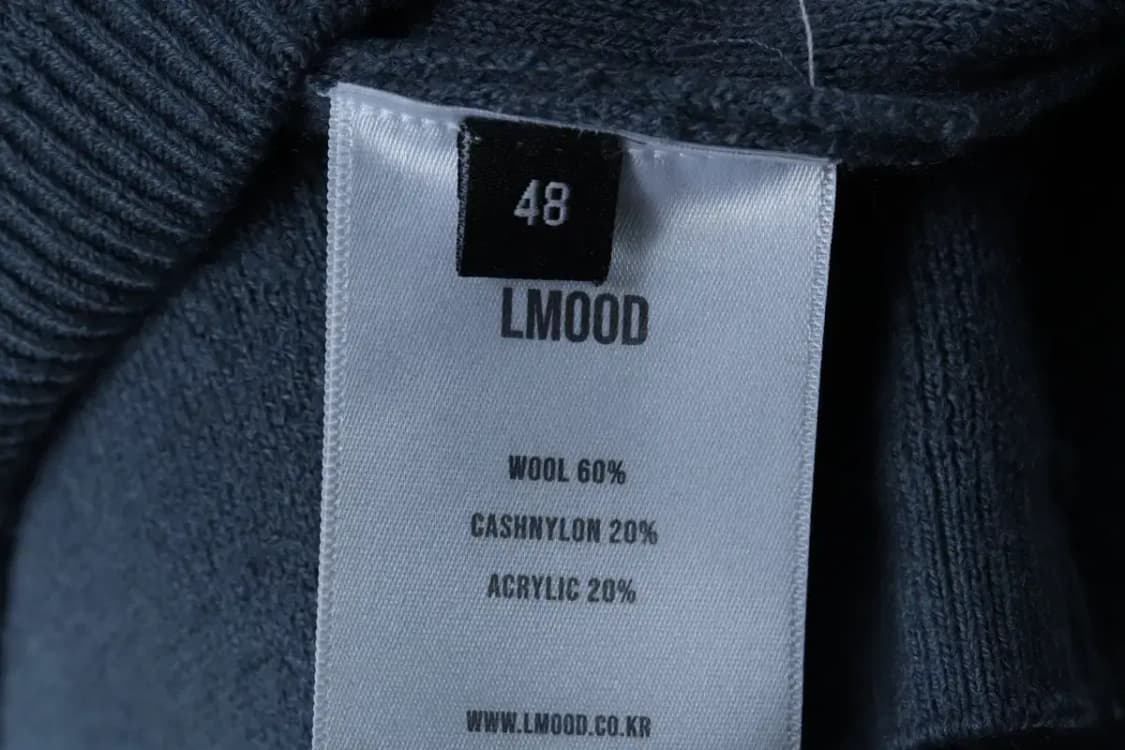 48
LMOOD
WOOL 60%
CASHNYLON 20%
ACRYLIC 20%
WWW.LMOOD.CO.KR